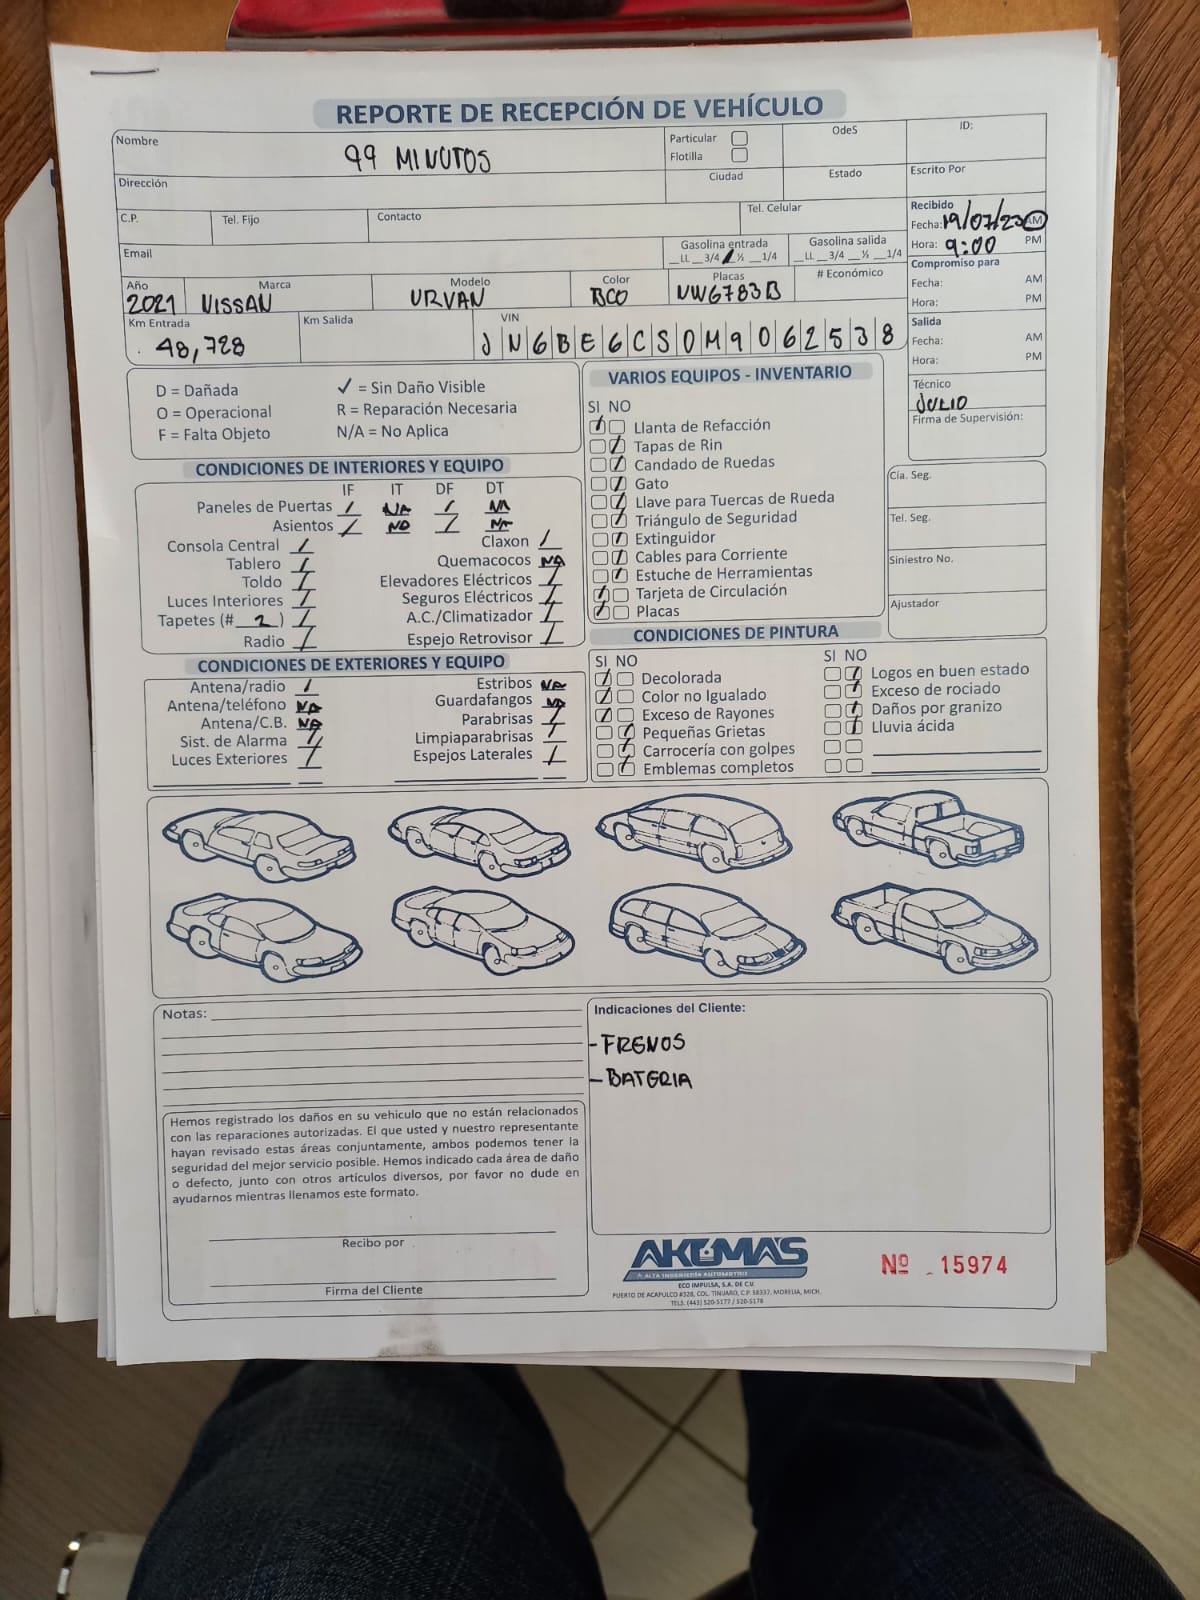 REPORTE DE RECEPCIÓN DE VEHÍCULO
Nombre 99 MINUTOS
Particular
Flotilla
OdeS
ID:
Dirección
Ciudad
Estado
Escrito Por
C.P.
Tel. Fijo
Contacto
Tel. Celular
Recibido
Fecha: 19/07/23 AM
Hora: 9:00 PM
Email
Gasolina entrada
_LL _3/4 _½ _1/4
Gasolina salida
_LL _3/4 _½ _1/4
Compromiso para
Fecha: AM
Hora: PM
Año 2021
Marca NISSAN
Modelo URVAN
Color BCO
Placas NW6783B
# Económico
Km Entrada 48,728
Km Salida
VIN JN6BE6CS0M9062538
Salida
Fecha: AM
Hora: PM
Técnico
JULIO
Firma de Supervisión:
D = Dañada
✓ = Sin Daño Visible
O = Operacional
R = Reparación Necesaria
F = Falta Objeto
N/A = No Aplica
CONDICIONES DE INTERIORES Y EQUIPO
IF IT DF DT
Paneles de Puertas / NA / NA
Asientos / NA / NA
Consola Central /
Claxon /
Tablero /
Quemacocos NA
Toldo /
Elevadores Eléctricos /
Luces Interiores /
Seguros Eléctricos /
Tapetes (# 2 ) /
A.C./Climatizador /
Radio /
Espejo Retrovisor /
CONDICIONES DE EXTERIORES Y EQUIPO
Antena/radio /
Estribos NA
Antena/teléfono NA
Guardafangos NA
Antena/C.B. NA
Parabrisas /
Sist. de Alarma /
Limpiaparabrisas /
Luces Exteriores /
Espejos Laterales /
VARIOS EQUIPOS - INVENTARIO
SI NO
Llanta de Refacción
Tapas de Rin
Candado de Ruedas
Gato
Llave para Tuercas de Rueda
Triángulo de Seguridad
Extinguidor
Cables para Corriente
Estuche de Herramientas
Tarjeta de Circulación
Placas
Cía. Seg.
Tel. Seg.
Siniestro No.
Ajustador
CONDICIONES DE PINTURA
SI NO
Decolorada
Color no Igualado
Exceso de Rayones
Pequeñas Grietas
Carrocería con golpes
Emblemas completos
SI NO
Logos en buen estado
Exceso de rociado
Daños por granizo
Lluvia ácida
Notas:
Indicaciones del Cliente:
- FRENOS
- BATERIA
Hemos registrado los daños en su vehiculo que no están relacionados
con las reparaciones autorizadas. El que usted y nuestro representante
hayan revisado estas áreas conjuntamente, ambos podemos tener la
seguridad del mejor servicio posible. Hemos indicado cada área de daño
o defecto, junto con otros artículos diversos, por favor no dude en
ayudarnos mientras llenamos este formato.
Recibo por
Firma del Cliente
AKUMA'S
ALTA INGENIERÍA AUTOMOTRIZ
ECO IMPULSA, S.A. DE C.V.
PUERTO DE ACAPULCO #328, COL. TINIJARO, C.P. 58337, MORELIA, MICH.
TELS. (443) 520-5177 / 520-5178
Nº 15974